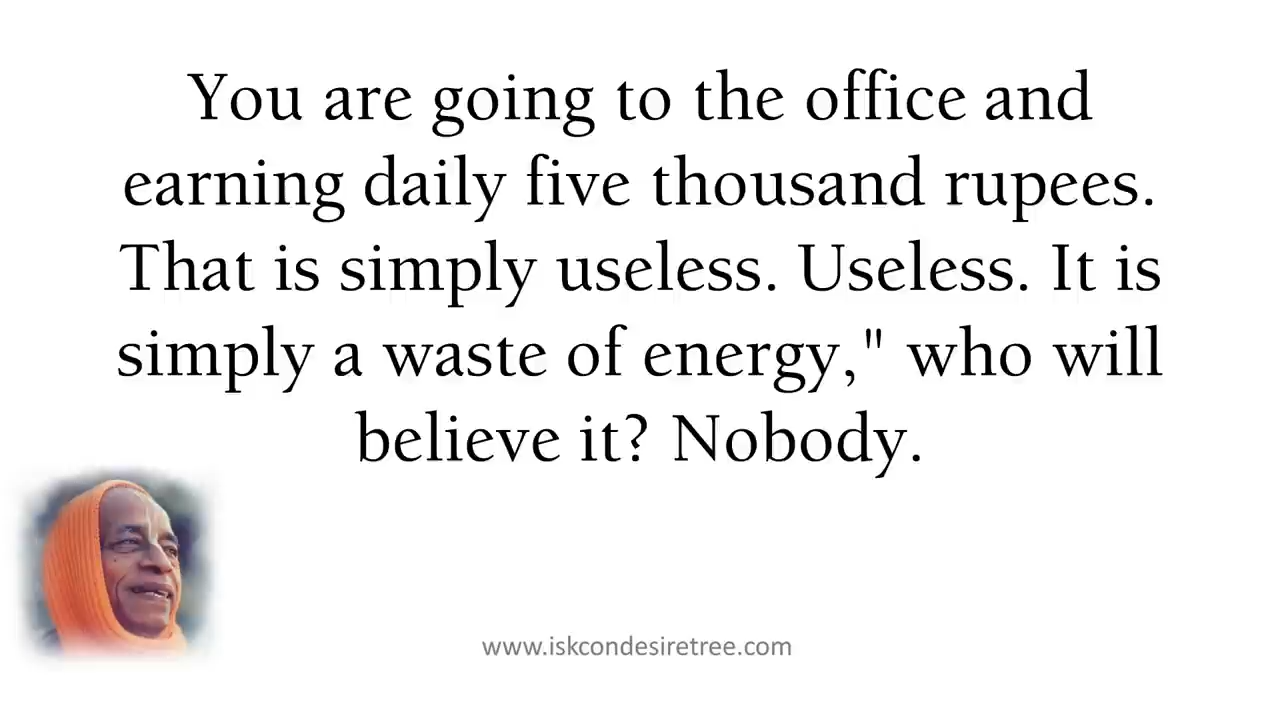 You are going to the office and
earning daily five thousand rupees.
That is simply useless. Useless. It is
simply a waste of energy," who will
believe it? Nobody.
www.iskcondesiretree.com